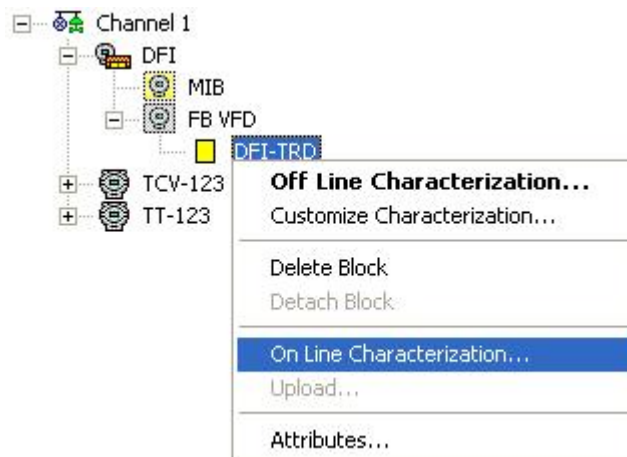 Channel 1
DFI
MIB
FB VFD
DFI-TRD
TCV-123
TT-123
Off Line Characterization...
Customize Characterization...
Delete Block
Detach Block
On Line Characterization...
Upload...
Attributes...